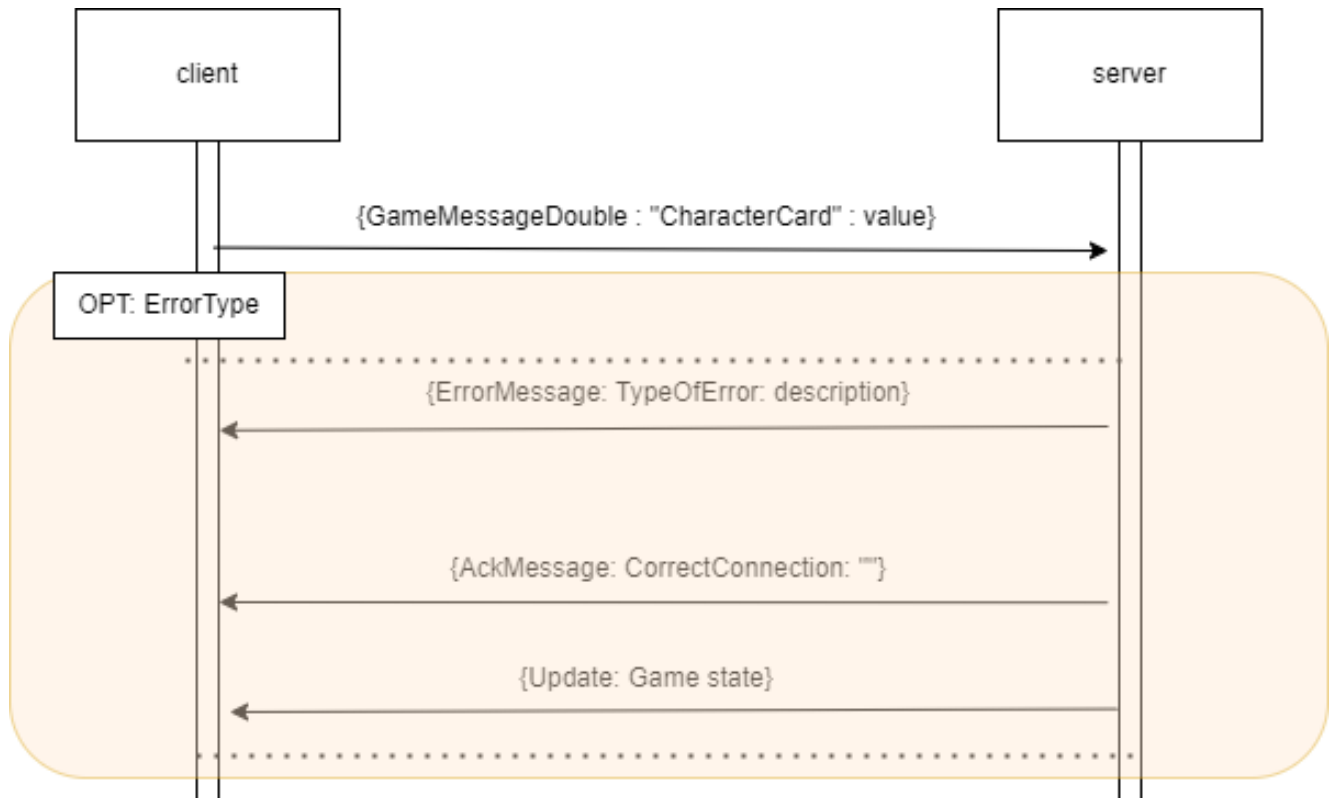 client
server
{GameMessageDouble : "CharacterCard" : value}
OPT: ErrorType
{ErrorMessage: TypeOfError: description}
{AckMessage: CorrectConnection: ""}
{Update: Game state}